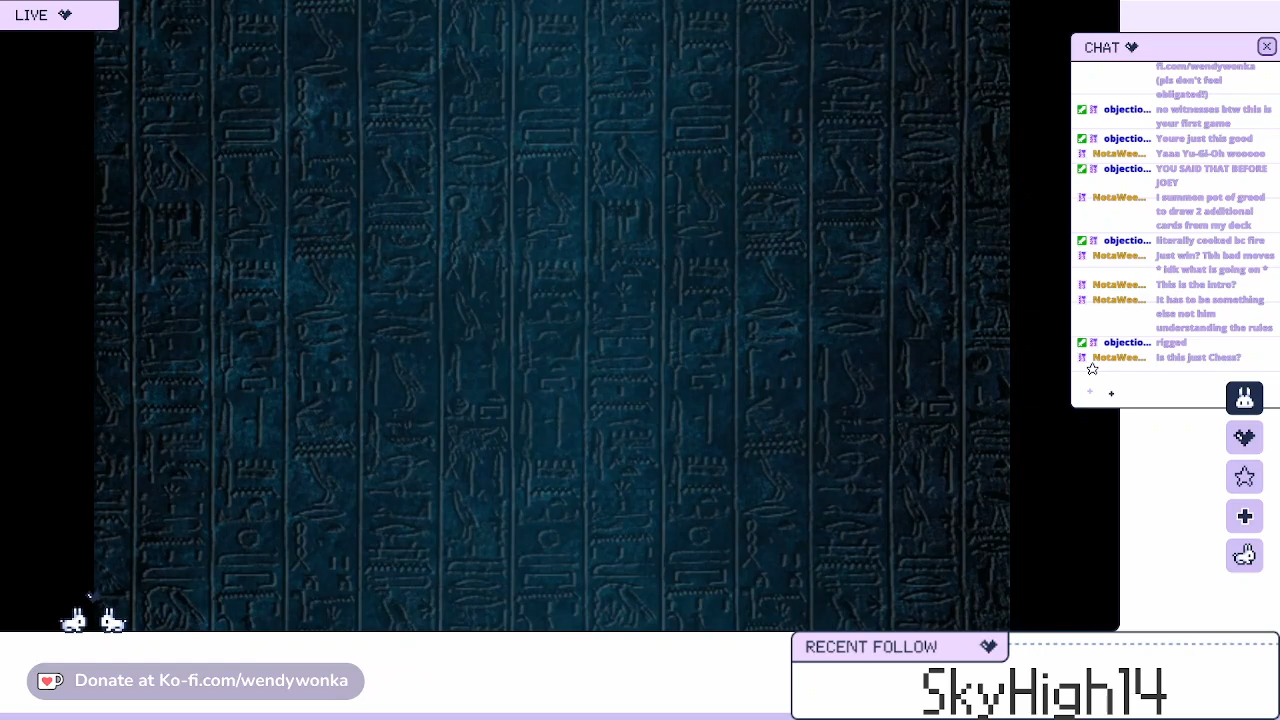 LIVE
CHAT
fi.com/wendywonka
(pls don't feel
obligated!)
objectio... no witnesses btw this is
your first game
objectio... Youre just this good
NotaWee... Yaaa Yu-Gi-Oh wooooo
objectio... YOU SAID THAT BEFORE
JOEY
NotaWee... I summon pot of greed
to draw 2 additional
cards from my deck
objectio... literally cooked bc fire
NotaWee... Just win? Tbh bad moves
* idk what is going on *
NotaWee... This is the intro?
NotaWee... It has to be something
else not him
understanding the rules
objectio... rigged
NotaWee... Is this just Chess?
Donate at Ko-fi.com/wendywonka
RECENT FOLLOW
SkyHigh14